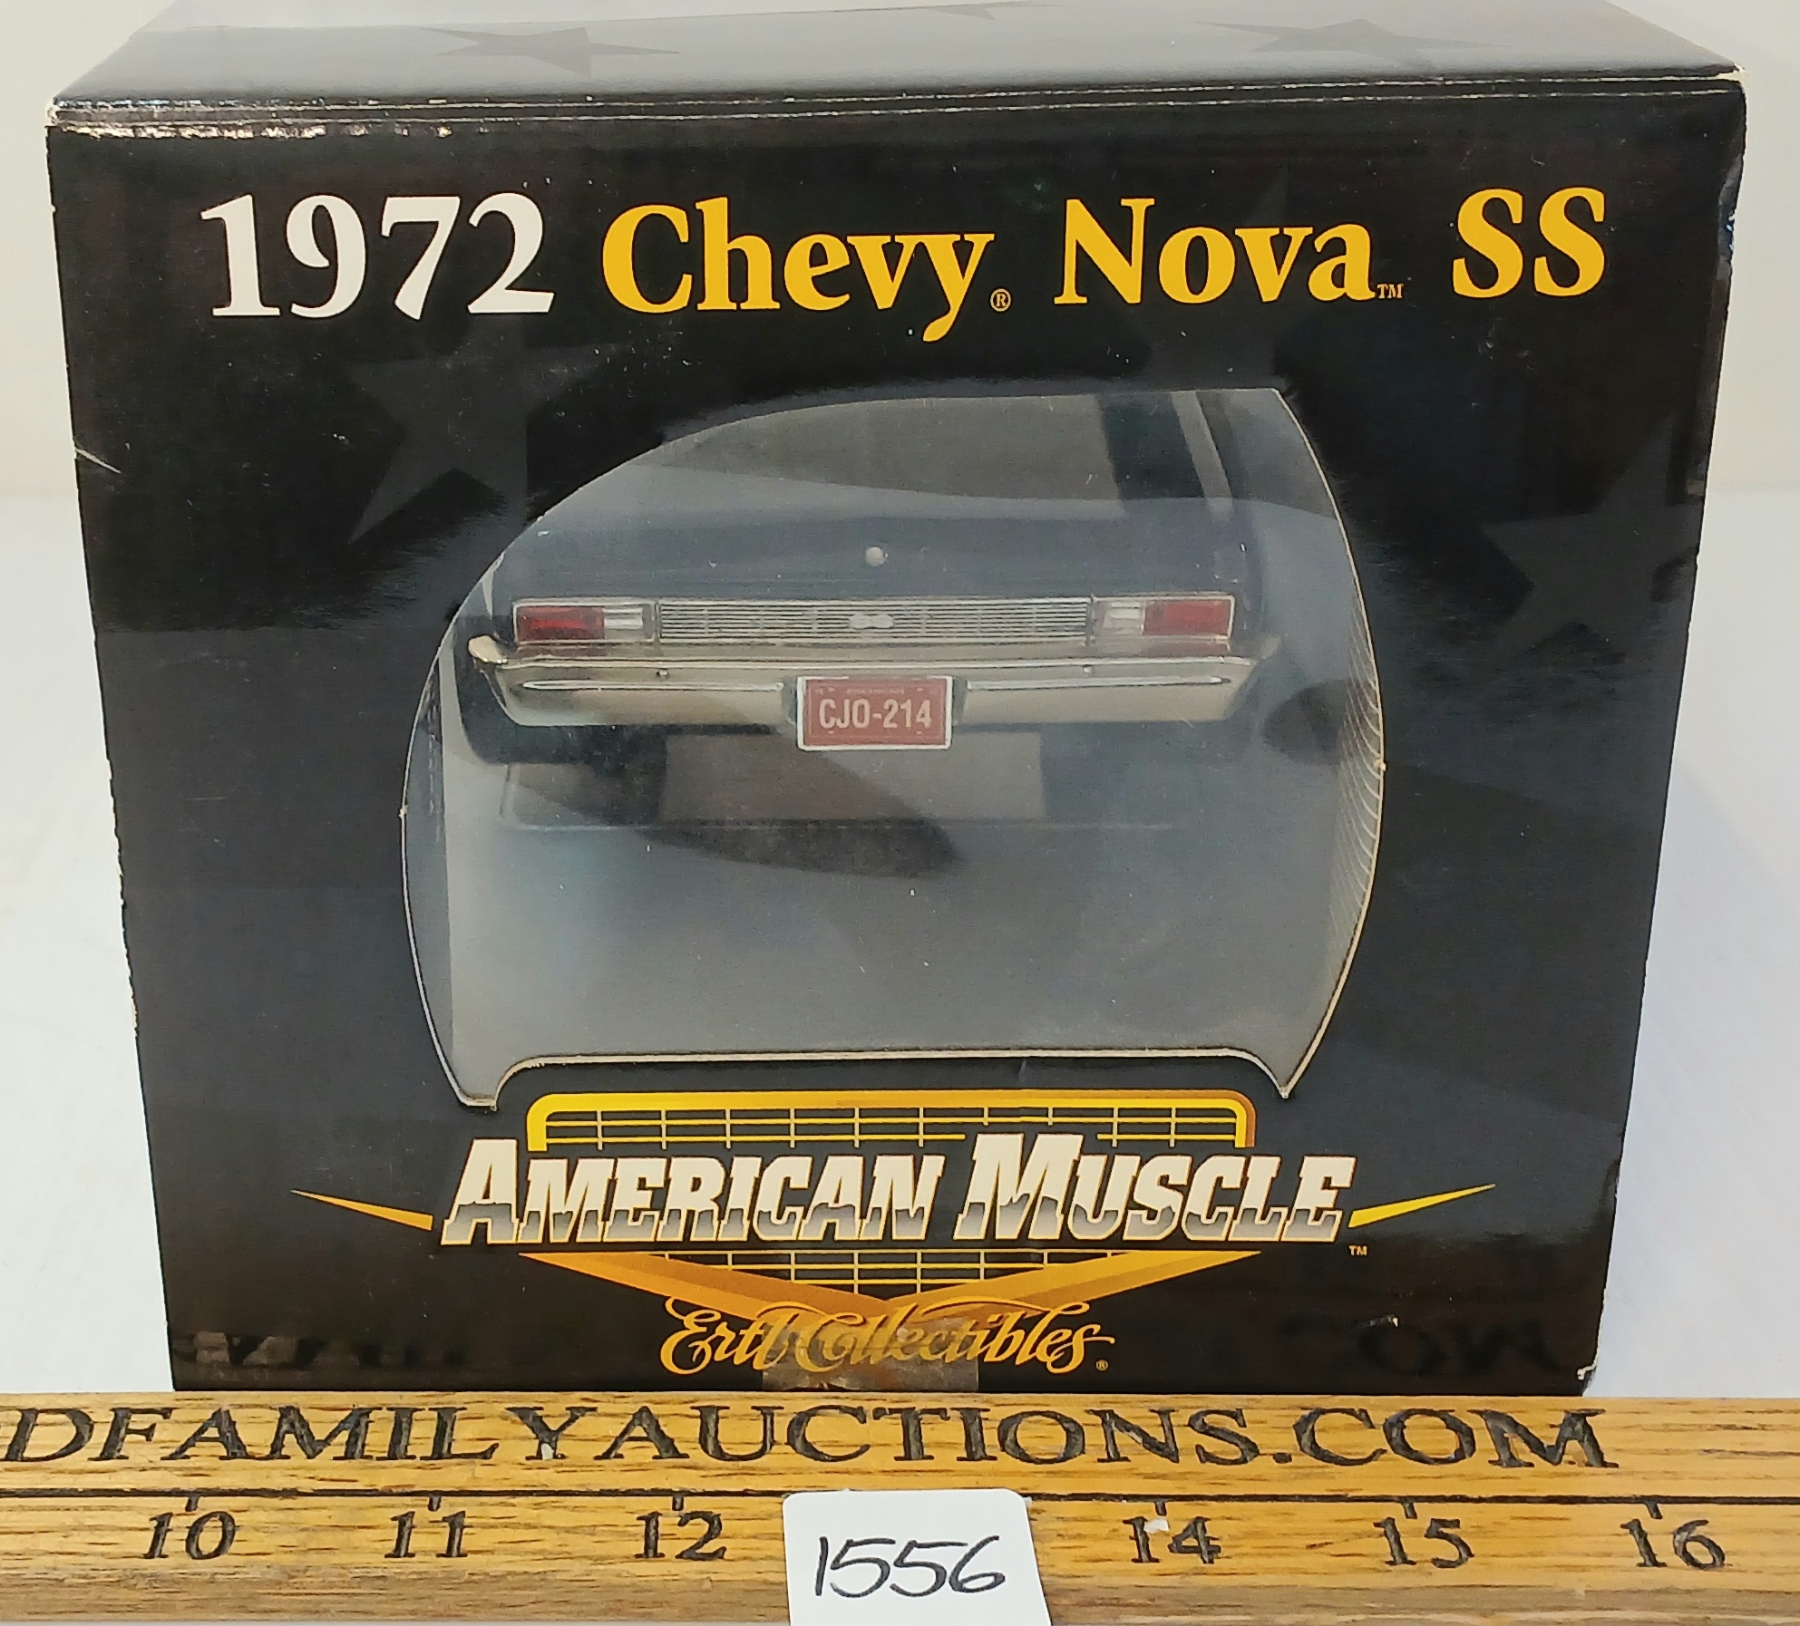 1972 Chevy® Nova™ SS
CJO-214
AMERICAN MUSCLE™
Ertl Collectibles®
DFAMILYAUCTIONS.COM
10 11 12 14 15 16
1556